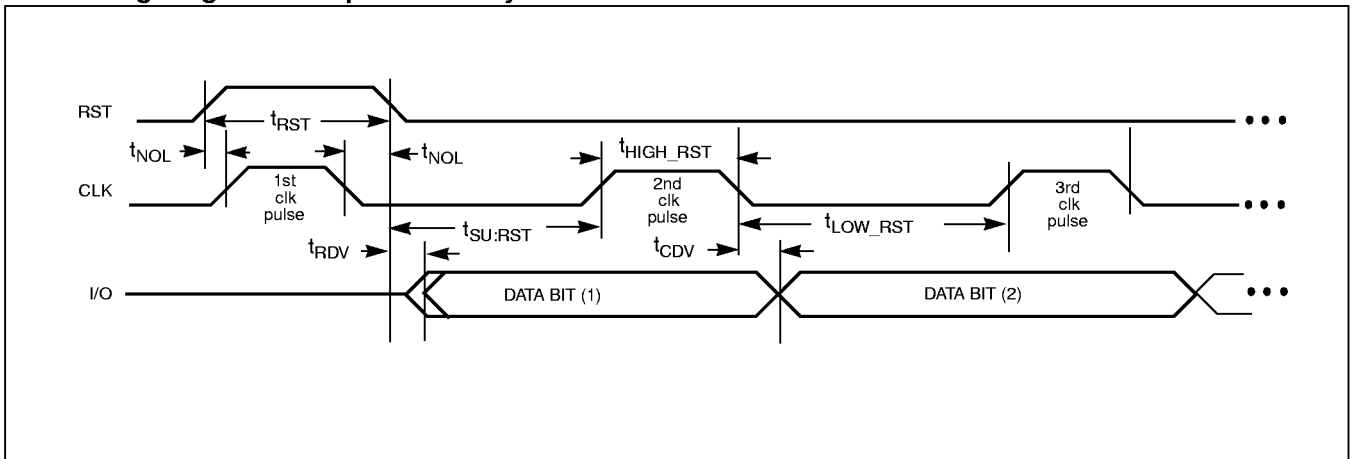 RST
tRST
tNOL
tNOL
tHIGH_RST
CLK
1st
clk
pulse
2nd
clk
pulse
3rd
clk
pulse
tSU:RST
tLOW_RST
tRDV
tCDV
I/O
DATA BIT (1)
DATA BIT (2)